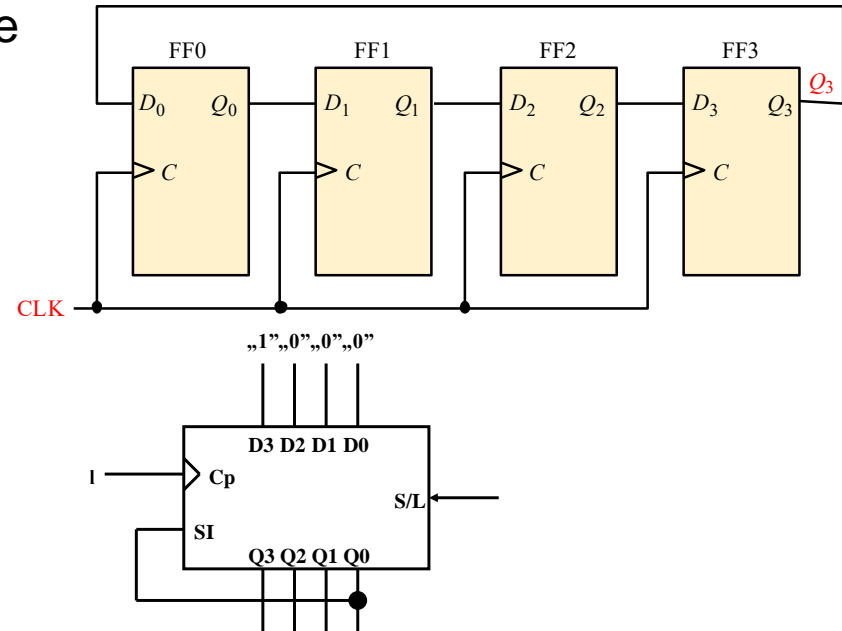 e
FF0 FF1 FF2 FF3
Q3
D0 Q0 D1 Q1 D2 Q2 D3 Q3
C C C C
CLK
„1”„0”„0”„0”
D3 D2 D1 D0
Cp
S/L
SI
Q3 Q2 Q1 Q0